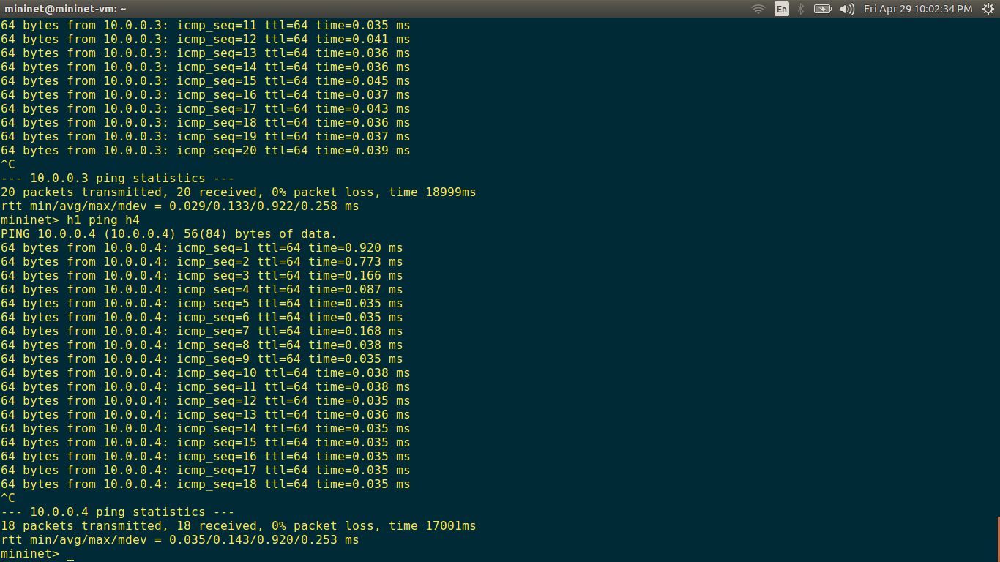 mininet@mininet-vm: ~
En
Fri Apr 29 10:02:34 PM
64 bytes from 10.0.0.3: icmp_seq=11 ttl=64 time=0.035 ms
64 bytes from 10.0.0.3: icmp_seq=12 ttl=64 time=0.041 ms
64 bytes from 10.0.0.3: icmp_seq=13 ttl=64 time=0.036 ms
64 bytes from 10.0.0.3: icmp_seq=14 ttl=64 time=0.036 ms
64 bytes from 10.0.0.3: icmp_seq=15 ttl=64 time=0.045 ms
64 bytes from 10.0.0.3: icmp_seq=16 ttl=64 time=0.037 ms
64 bytes from 10.0.0.3: icmp_seq=17 ttl=64 time=0.043 ms
64 bytes from 10.0.0.3: icmp_seq=18 ttl=64 time=0.036 ms
64 bytes from 10.0.0.3: icmp_seq=19 ttl=64 time=0.037 ms
64 bytes from 10.0.0.3: icmp_seq=20 ttl=64 time=0.039 ms
^C
--- 10.0.0.3 ping statistics ---
20 packets transmitted, 20 received, 0% packet loss, time 18999ms
rtt min/avg/max/mdev = 0.029/0.133/0.922/0.258 ms
mininet> h1 ping h4
PING 10.0.0.4 (10.0.0.4) 56(84) bytes of data.
64 bytes from 10.0.0.4: icmp_seq=1 ttl=64 time=0.920 ms
64 bytes from 10.0.0.4: icmp_seq=2 ttl=64 time=0.773 ms
64 bytes from 10.0.0.4: icmp_seq=3 ttl=64 time=0.166 ms
64 bytes from 10.0.0.4: icmp_seq=4 ttl=64 time=0.087 ms
64 bytes from 10.0.0.4: icmp_seq=5 ttl=64 time=0.035 ms
64 bytes from 10.0.0.4: icmp_seq=6 ttl=64 time=0.035 ms
64 bytes from 10.0.0.4: icmp_seq=7 ttl=64 time=0.168 ms
64 bytes from 10.0.0.4: icmp_seq=8 ttl=64 time=0.038 ms
64 bytes from 10.0.0.4: icmp_seq=9 ttl=64 time=0.035 ms
64 bytes from 10.0.0.4: icmp_seq=10 ttl=64 time=0.038 ms
64 bytes from 10.0.0.4: icmp_seq=11 ttl=64 time=0.038 ms
64 bytes from 10.0.0.4: icmp_seq=12 ttl=64 time=0.035 ms
64 bytes from 10.0.0.4: icmp_seq=13 ttl=64 time=0.036 ms
64 bytes from 10.0.0.4: icmp_seq=14 ttl=64 time=0.035 ms
64 bytes from 10.0.0.4: icmp_seq=15 ttl=64 time=0.035 ms
64 bytes from 10.0.0.4: icmp_seq=16 ttl=64 time=0.035 ms
64 bytes from 10.0.0.4: icmp_seq=17 ttl=64 time=0.035 ms
64 bytes from 10.0.0.4: icmp_seq=18 ttl=64 time=0.035 ms
^C
--- 10.0.0.4 ping statistics ---
18 packets transmitted, 18 received, 0% packet loss, time 17001ms
rtt min/avg/max/mdev = 0.035/0.143/0.920/0.253 ms
mininet> _